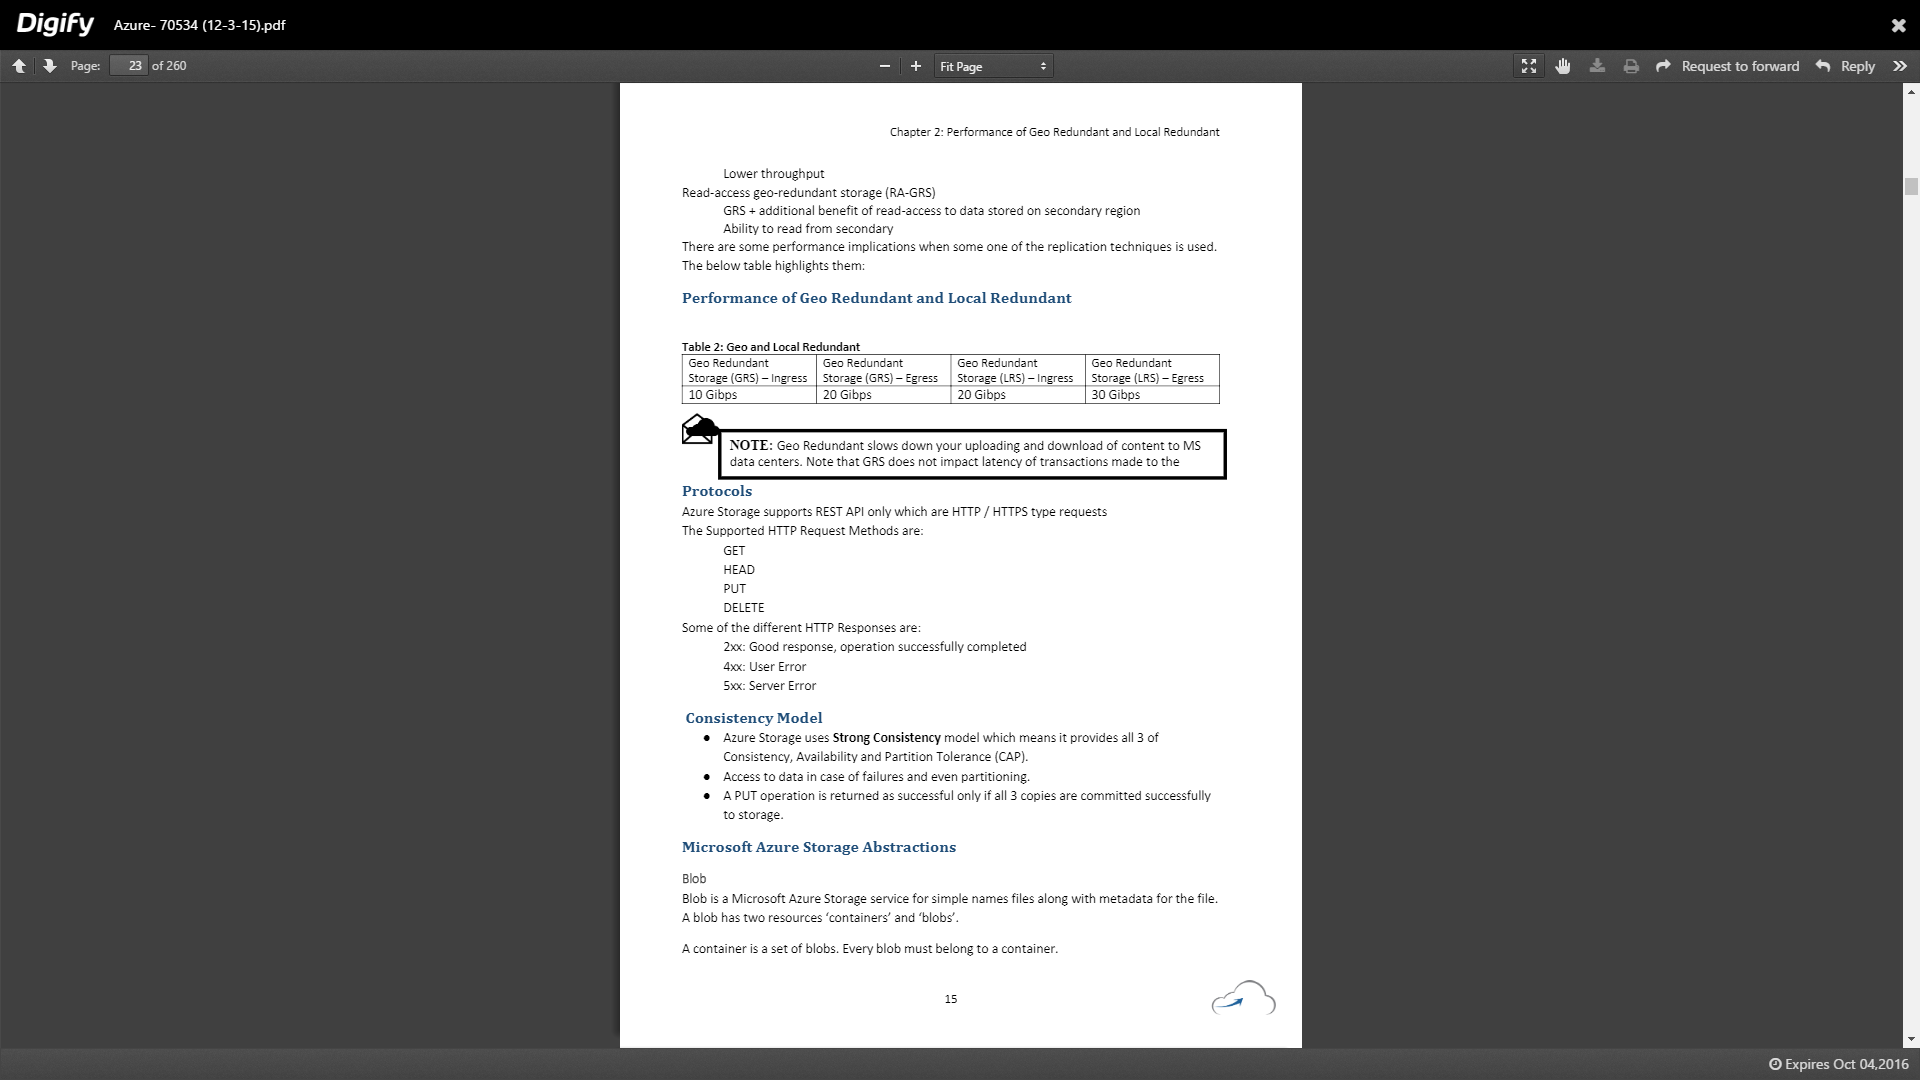 Digify Azure- 70534 (12-3-15).pdf
Page: 23 of 260 Fit Page Request to forward Reply
Chapter 2: Performance of Geo Redundant and Local Redundant
Lower throughput
Read-access geo-redundant storage (RA-GRS)
GRS + additional benefit of read-access to data stored on secondary region
Ability to read from secondary
There are some performance implications when some one of the replication techniques is used.
The below table highlights them:
Performance of Geo Redundant and Local Redundant
Table 2: Geo and Local Redundant
Geo Redundant Geo Redundant Geo Redundant Geo Redundant
Storage (GRS) – Ingress Storage (GRS) – Egress Storage (LRS) – Ingress Storage (LRS) – Egress
10 Gibps 20 Gibps 20 Gibps 30 Gibps
NOTE: Geo Redundant slows down your uploading and download of content to MS
data centers. Note that GRS does not impact latency of transactions made to the
Protocols
Azure Storage supports REST API only which are HTTP / HTTPS type requests
The Supported HTTP Request Methods are:
GET
HEAD
PUT
DELETE
Some of the different HTTP Responses are:
2xx: Good response, operation successfully completed
4xx: User Error
5xx: Server Error
Consistency Model
● Azure Storage uses Strong Consistency model which means it provides all 3 of
Consistency, Availability and Partition Tolerance (CAP).
● Access to data in case of failures and even partitioning.
● A PUT operation is returned as successful only if all 3 copies are committed successfully
to storage.
Microsoft Azure Storage Abstractions
Blob
Blob is a Microsoft Azure Storage service for simple names files along with metadata for the file.
A blob has two resources ‘containers’ and ‘blobs’.
A container is a set of blobs. Every blob must belong to a container.
15
Expires Oct 04,2016